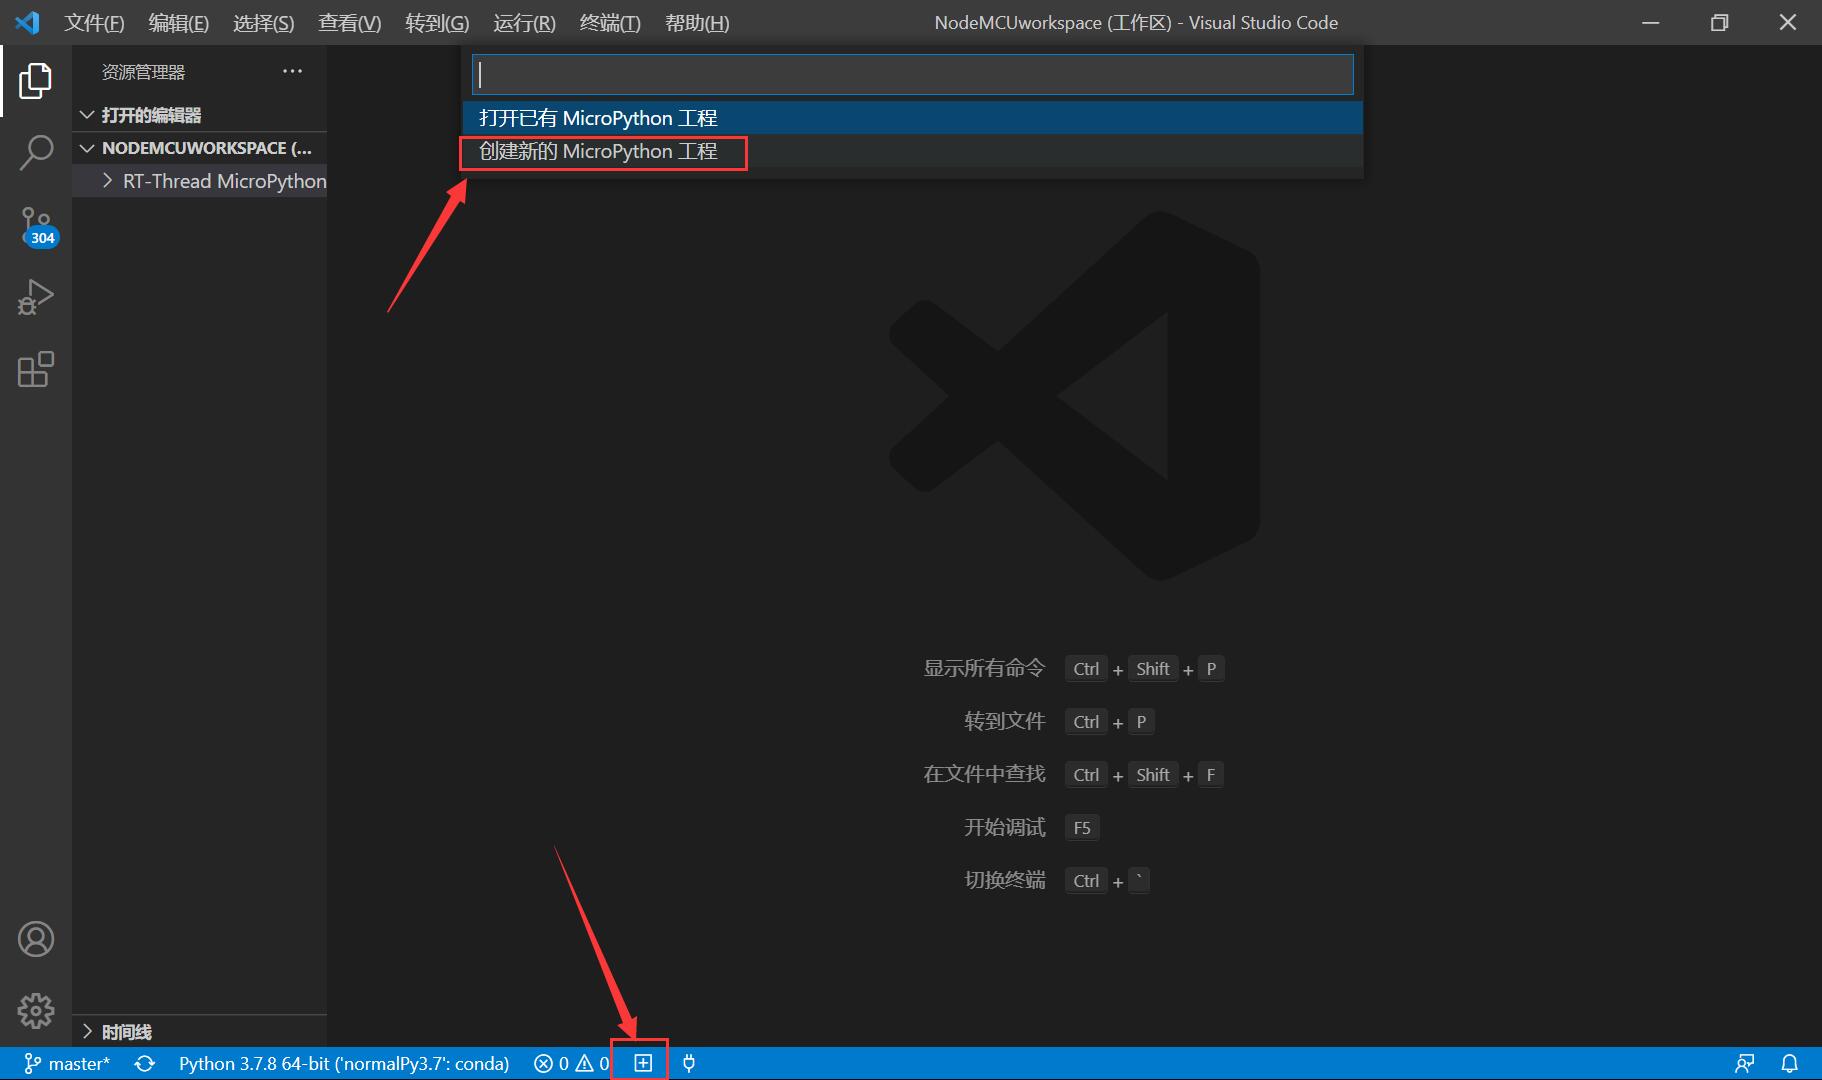 文件(F) 编辑(E) 选择(S) 查看(V) 转到(G) 运行(R) 终端(T) 帮助(H) NodeMCUworkspace (工作区) - Visual Studio Code
资源管理器
打开的编辑器
NODEMCUWORKSPACE (...
RT-Thread MicroPython
打开已有 MicroPython 工程
创建新的 MicroPython 工程
304
显示所有命令 Ctrl + Shift + P
转到文件 Ctrl + P
在文件中查找 Ctrl + Shift + F
开始调试 F5
切换终端 Ctrl + `
时间线
master* Python 3.7.8 64-bit ('normalPy3.7': conda) 0 0